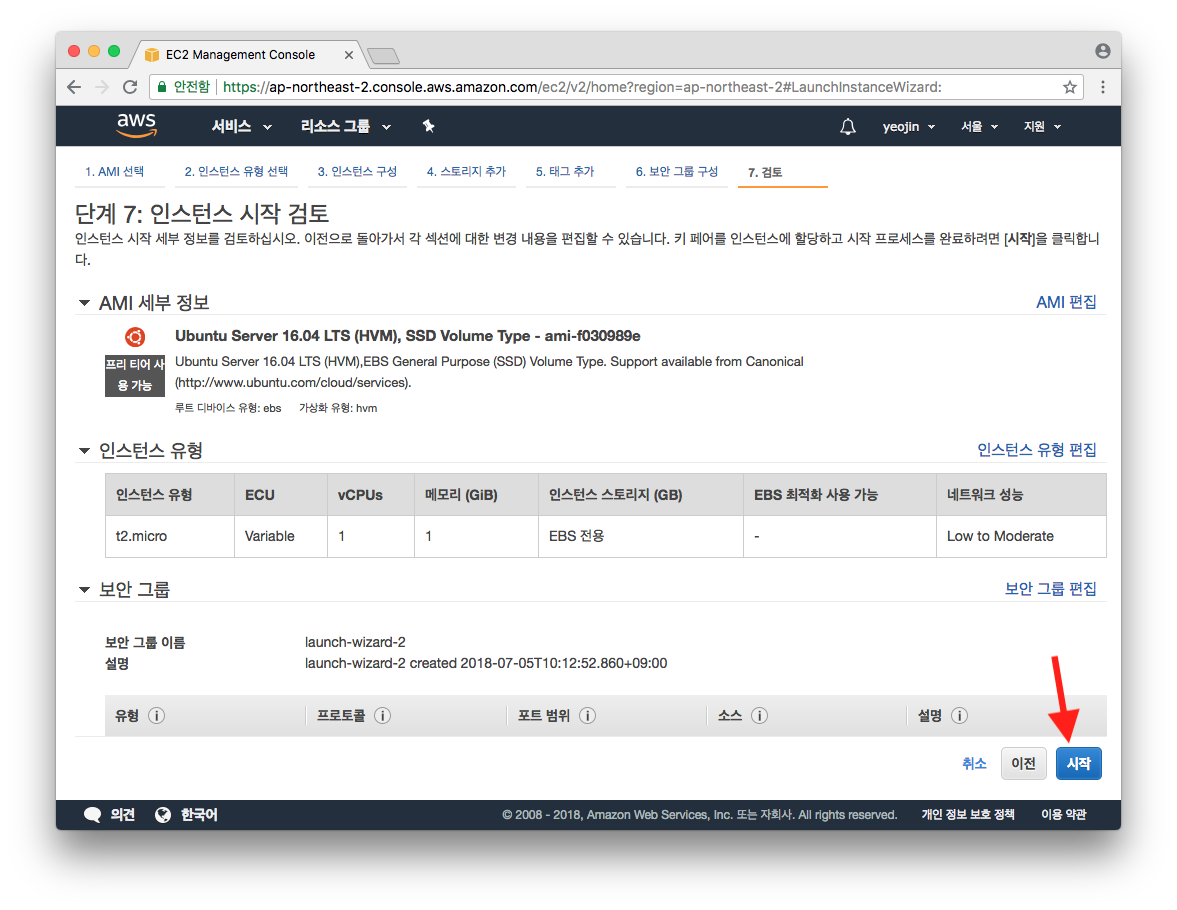 EC2 Management Console
안전함 https://ap-northeast-2.console.aws.amazon.com/ec2/v2/home?region=ap-northeast-2#LaunchInstanceWizard:
aws 서비스 리소스 그룹 yeojin 서울 지원
1. AMI 선택 2. 인스턴스 유형 선택 3. 인스턴스 구성 4. 스토리지 추가 5. 태그 추가 6. 보안 그룹 구성 7. 검토
단계 7: 인스턴스 시작 검토
인스턴스 시작 세부 정보를 검토하십시오. 이전으로 돌아가서 각 섹션에 대한 변경 내용을 편집할 수 있습니다. 키 페어를 인스턴스에 할당하고 시작 프로세스를 완료하려면 [시작]을 클릭합니
다.
AMI 세부 정보 AMI 편집
Ubuntu Server 16.04 LTS (HVM), SSD Volume Type - ami-f030989e
프리 티어 사
용 가능
Ubuntu Server 16.04 LTS (HVM),EBS General Purpose (SSD) Volume Type. Support available from Canonical
(http://www.ubuntu.com/cloud/services).
루트 디바이스 유형: ebs 가상화 유형: hvm
인스턴스 유형 인스턴스 유형 편집
인스턴스 유형 ECU vCPUs 메모리 (GiB) 인스턴스 스토리지 (GB) EBS 최적화 사용 가능 네트워크 성능
t2.micro Variable 1 1 EBS 전용 - Low to Moderate
보안 그룹 보안 그룹 편집
보안 그룹 이름 launch-wizard-2
설명 launch-wizard-2 created 2018-07-05T10:12:52.860+09:00
유형 프로토콜 포트 범위 소스 설명
취소 이전 시작
의견 한국어 © 2008 - 2018, Amazon Web Services, Inc. 또는 자회사. All rights reserved. 개인 정보 보호 정책 이용 약관